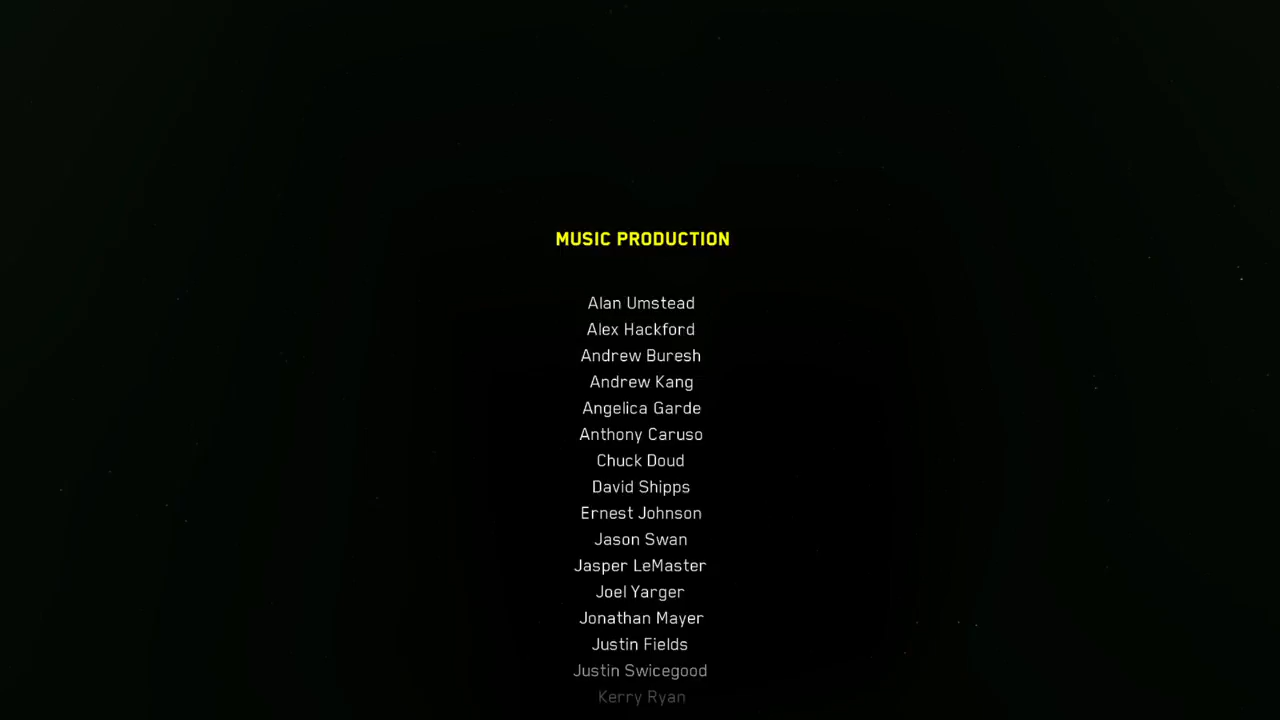 MUSIC PRODUCTION
Alan Umstead
Alex Hackford
Andrew Buresh
Andrew Kang
Angelica Garde
Anthony Caruso
Chuck Doud
David Shipps
Ernest Johnson
Jason Swan
Jasper LeMaster
Joel Yarger
Jonathan Mayer
Justin Fields
Justin Swicegood
Kerry Ryan